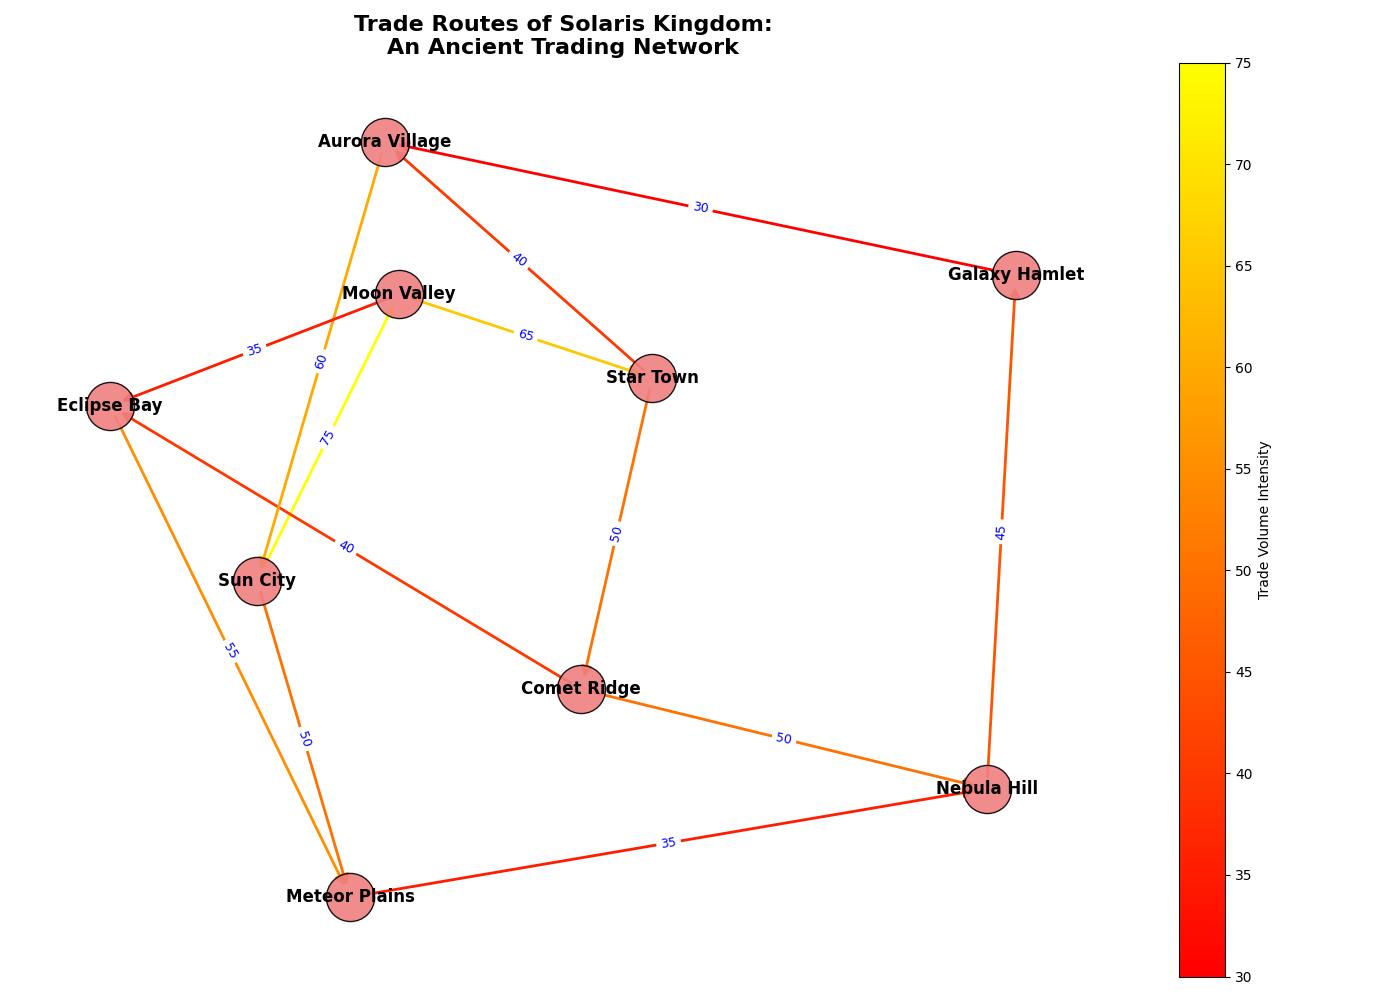 Trade Routes of Solaris Kingdom:
An Ancient Trading Network
75
Aurora Village
70
30
40
65
Galaxy Hamlet
Moon Valley
65
35
60
60
Star Town
Eclipse Bay
75
55
Trade Volume Intensity
50
45
40
50
Sun City
45
55
Comet Ridge
50
50
40
Nebula Hill
35
35
Meteor Plains
30